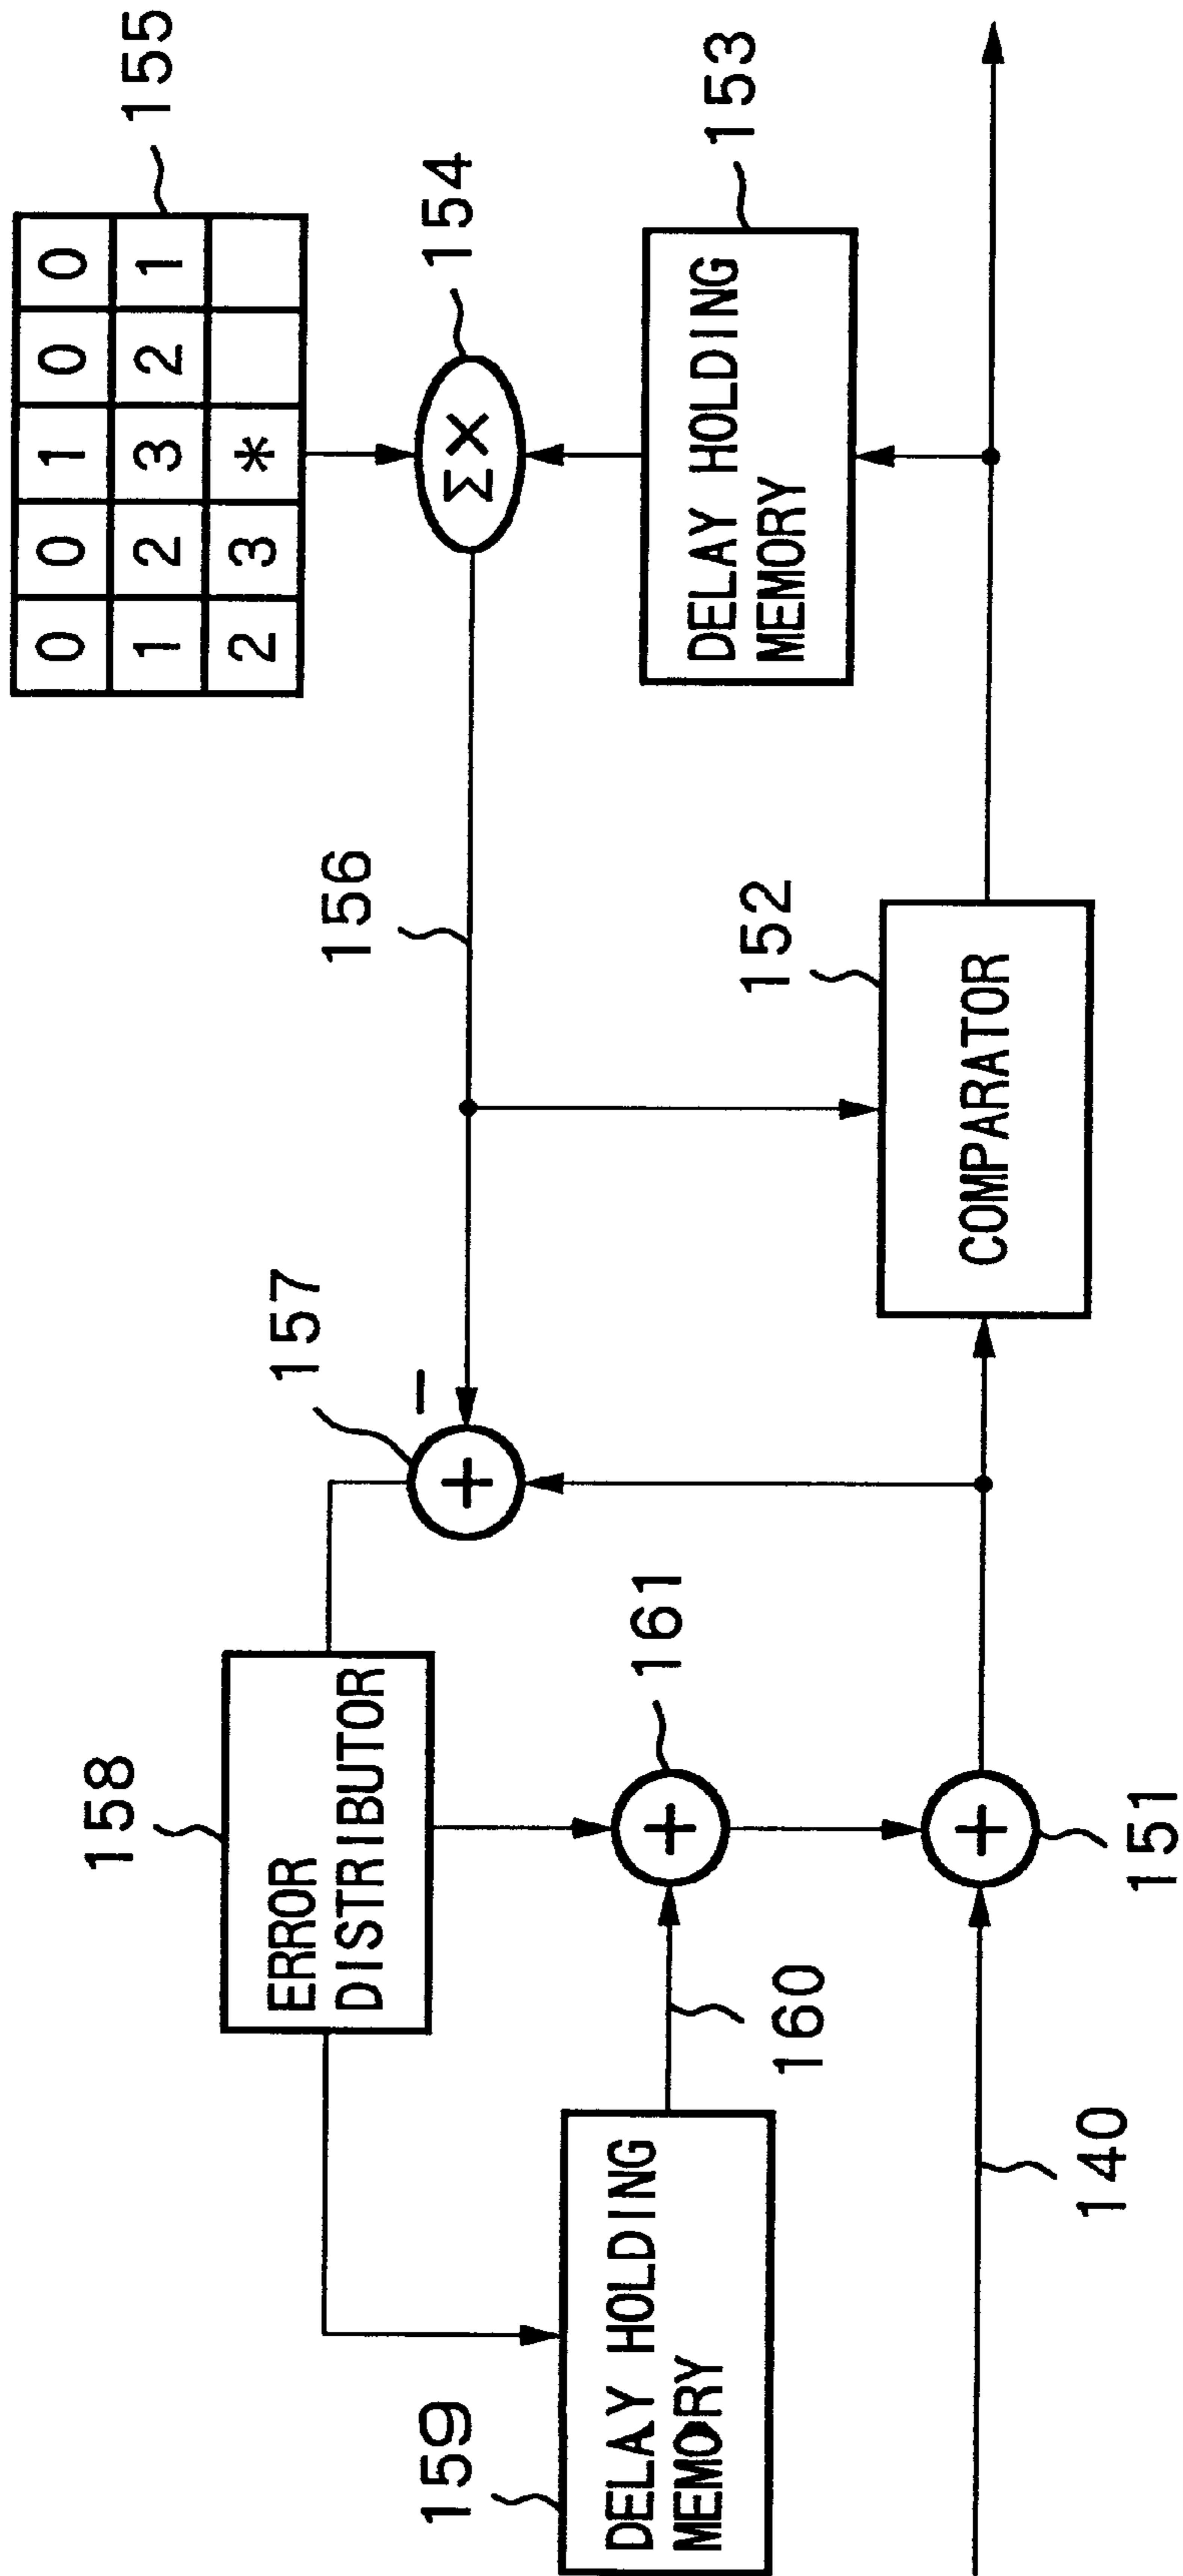 155
0 0 1 0 0
1 2 3 2 1
2 3 *
154
Σ×
153
DELAY HOLDING
MEMORY
156
152
COMPARATOR
157
−
+
158
ERROR
DISTRIBUTOR
161
+
151
+
159
DELAY HOLDING
MEMORY
160
140